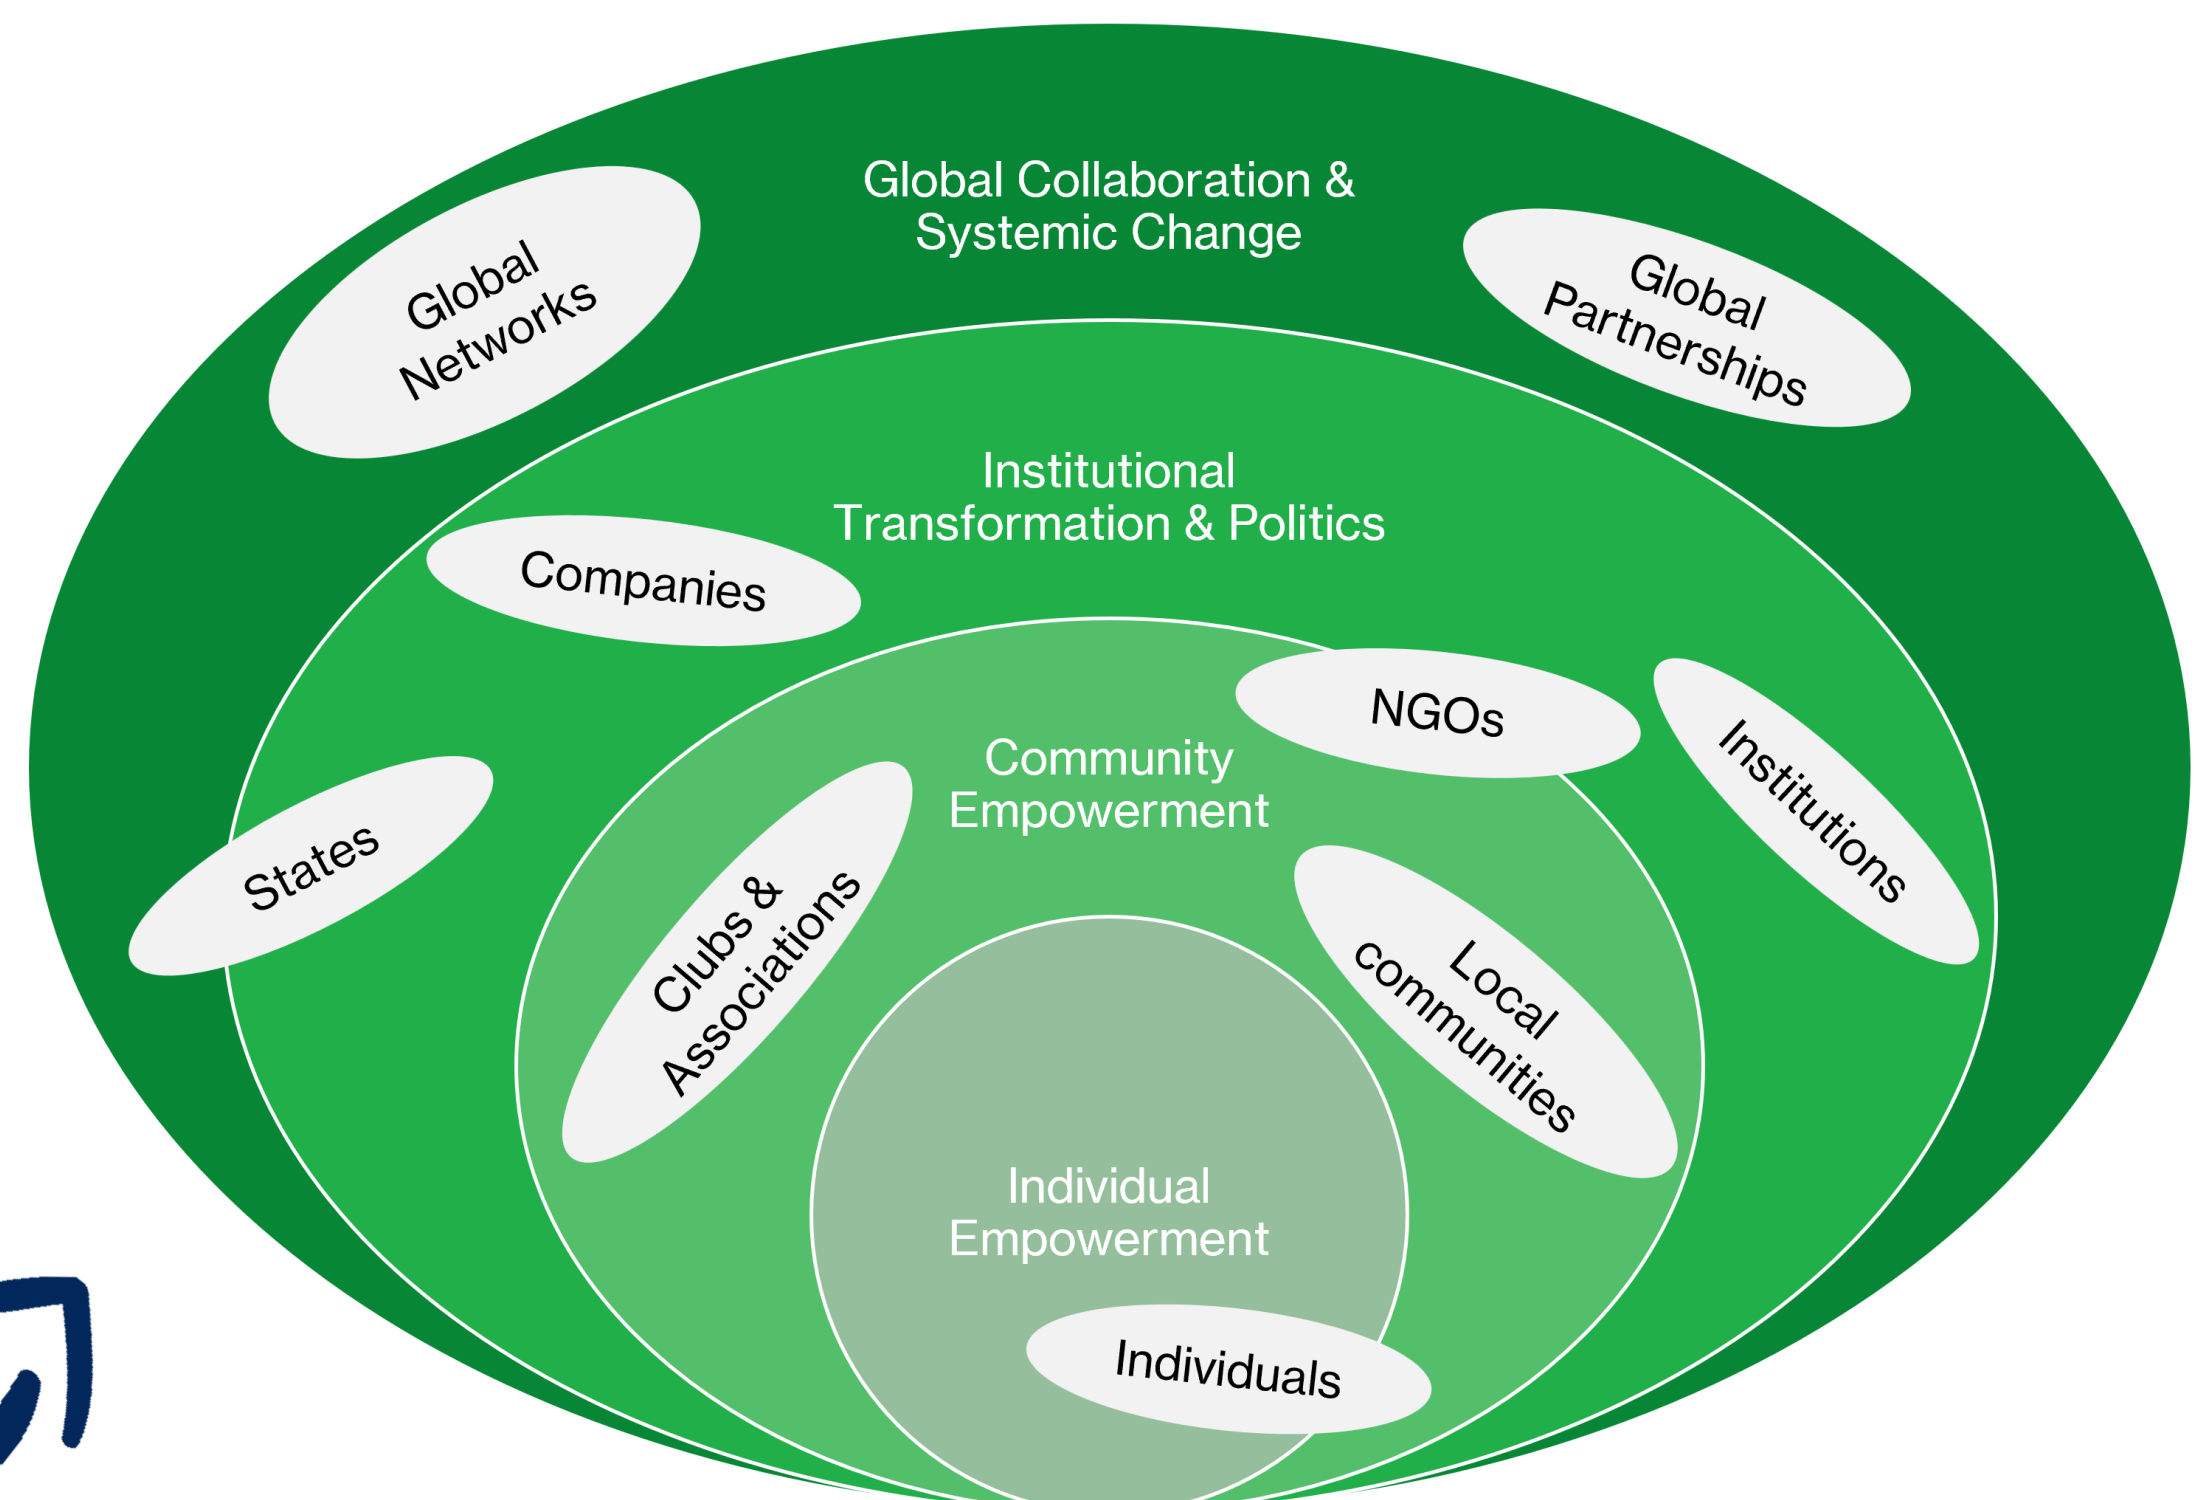 Global Collaboration &
Systemic Change
Global
Networks
Global
Partnerships
Institutional
Transformation & Politics
Companies
NGOs
Institutions
States
Community
Empowerment
Clubs &
Associations
Local
communities
Individual
Empowerment
Individuals